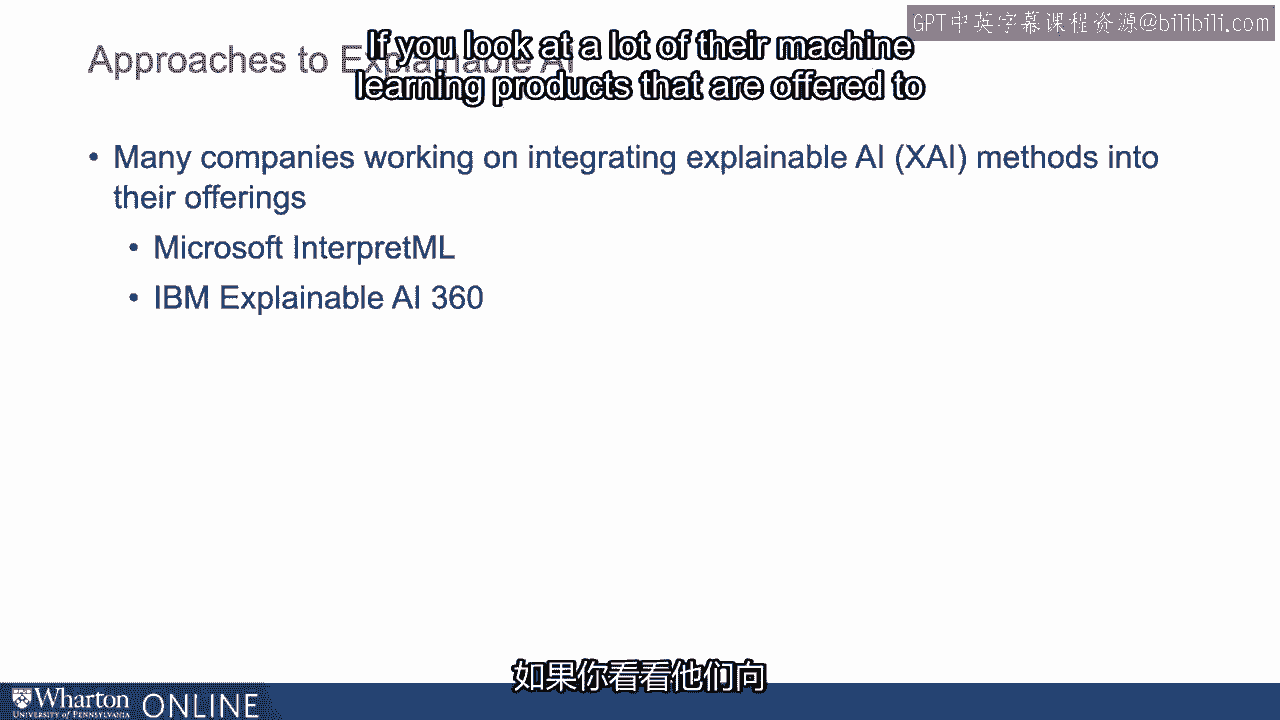 GPT中英字幕课程资源@bilibili.com
If you look at a lot of their machine
learning products that are offered to
Approaches to Explainable AI
• Many companies working on integrating explainable AI (XAI) methods into
their offerings
• Microsoft InterpretML
• IBM Explainable AI 360
如果你看看他们向
Wharton
UNIVERSITY of PENNSYLVANIA
ONLINE